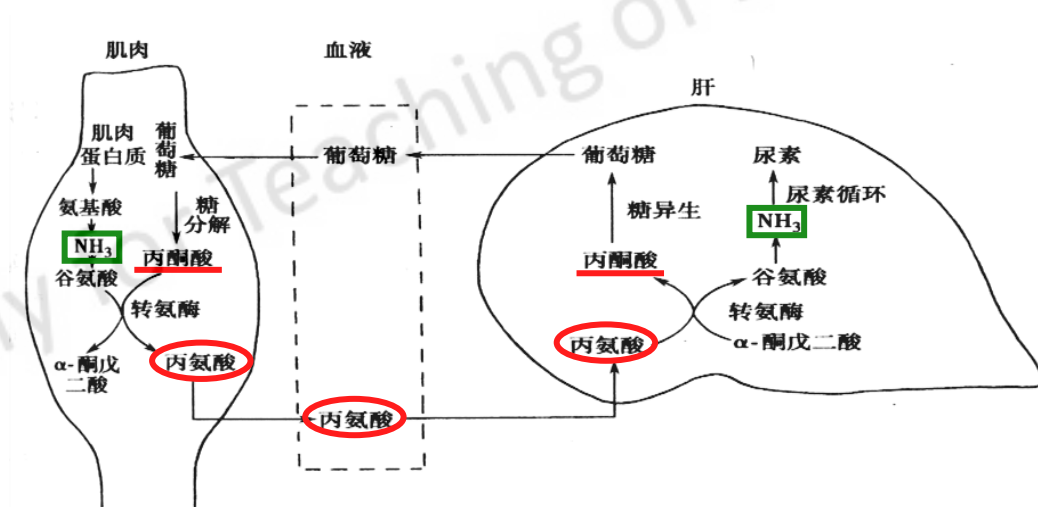 肌肉
血液
肝
肌肉
蛋白质
葡萄糖
氨基酸
NH3
谷氨酸
糖
分解
丙酮酸
转氨酶
α-酮戊
二酸
丙氨酸
葡萄糖
丙氨酸
葡萄糖
糖异生
丙酮酸
丙氨酸
尿素
尿素循环
NH3
谷氨酸
转氨酶
α-酮戊二酸
for Teaching of